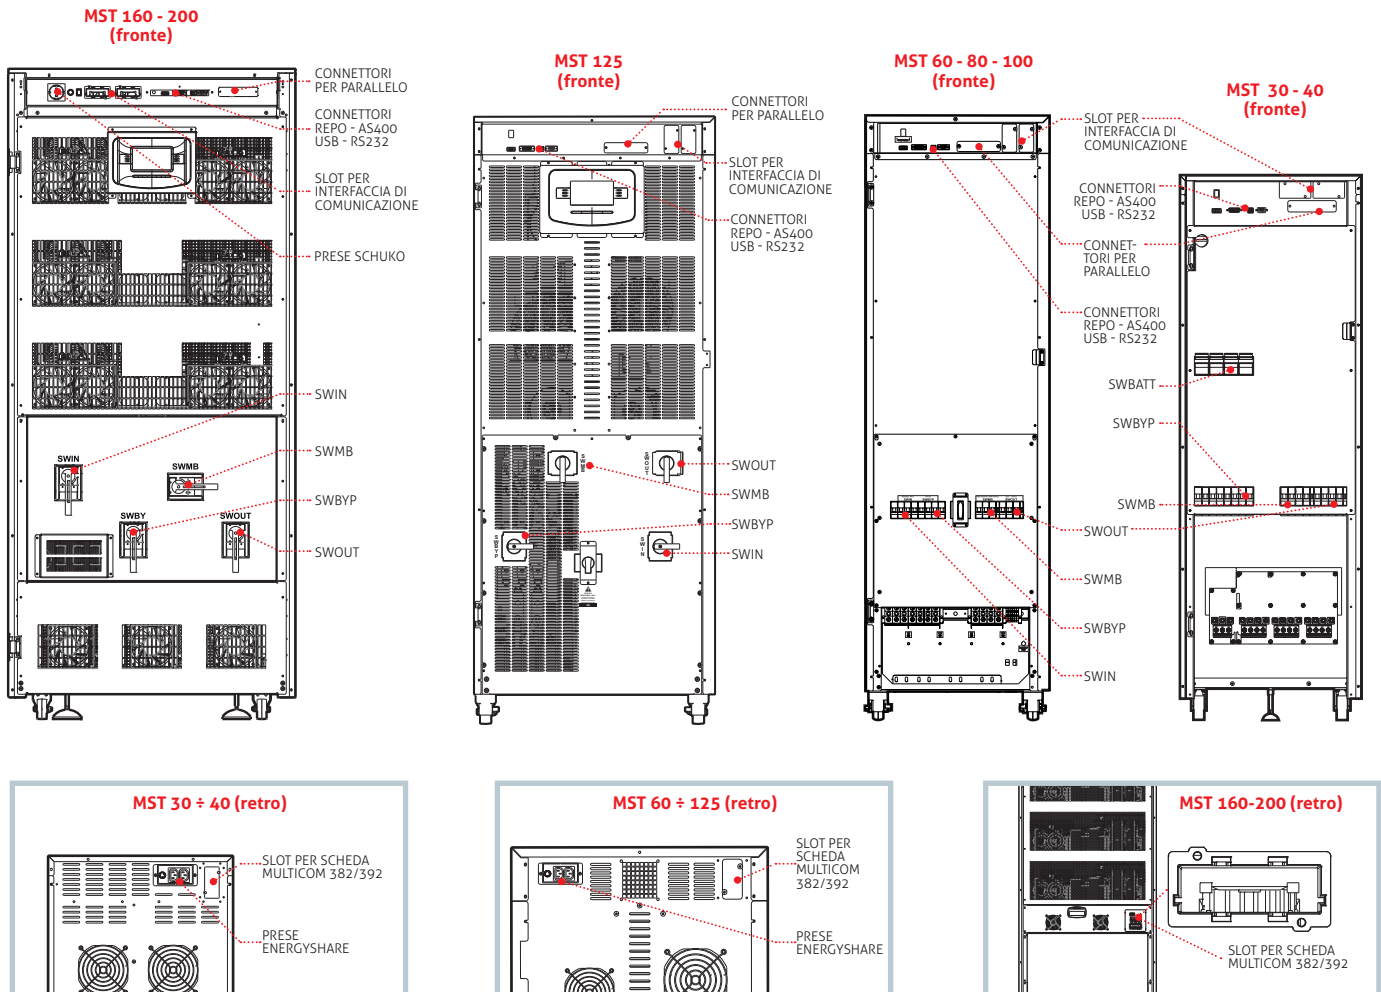 MST 160 - 200
(fronte)
CONNETTORI
PER PARALLELO
CONNETTORI
REPO - AS400
USB - RS232
SLOT PER
INTERFACCIA DI
COMUNICAZIONE
PRESE SCHUKO
SWIN
SWMB
SWBYP
SWOUT
SWIN
SWMB
SWBY
SWOUT
MST 125
(fronte)
CONNETTORI
PER PARALLELO
SLOT PER
INTERFACCIA DI
COMUNICAZIONE
CONNETTORI
REPO - AS400
USB - RS232
SWOUT
SWMB
SWBYP
SWIN
SWMB
SWOUT
SWBYP
SWIN
MST 60 - 80 - 100
(fronte)
SLOT PER
INTERFACCIA DI
COMUNICAZIONE
CONNETTORI
REPO - AS400
USB - RS232
CONNET-
TORI PER
PARALLELO
CONNETTORI
REPO - AS400
USB - RS232
SWBATT
SWBYP
SWMB
SWOUT
SWMB
SWBYP
SWIN
MST 30 - 40
(fronte)
MST 30 ÷ 40 (retro)
SLOT PER SCHEDA
MULTICOM 382/392
PRESE
ENERGYSHARE
MST 60 ÷ 125 (retro)
SLOT PER
SCHEDA
MULTICOM
382/392
PRESE
ENERGYSHARE
MST 160-200 (retro)
SLOT PER SCHEDA
MULTICOM 382/392